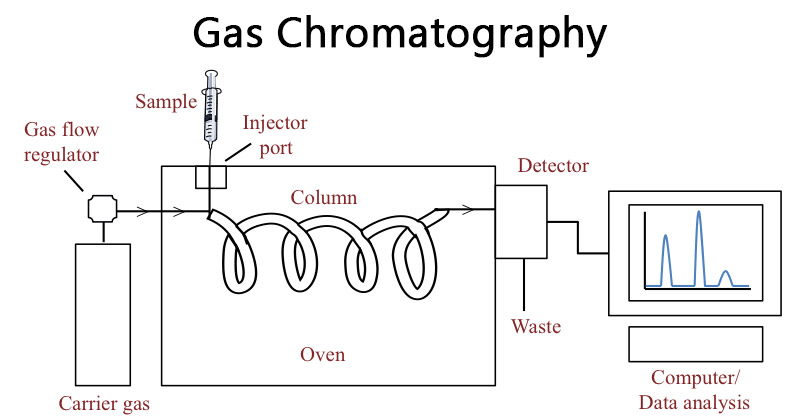 Gas Chromatography
Sample
Gas flow
regulator
Injector
port
Detector
Column
Oven
Waste
Carrier gas
Computer/
Data analysis